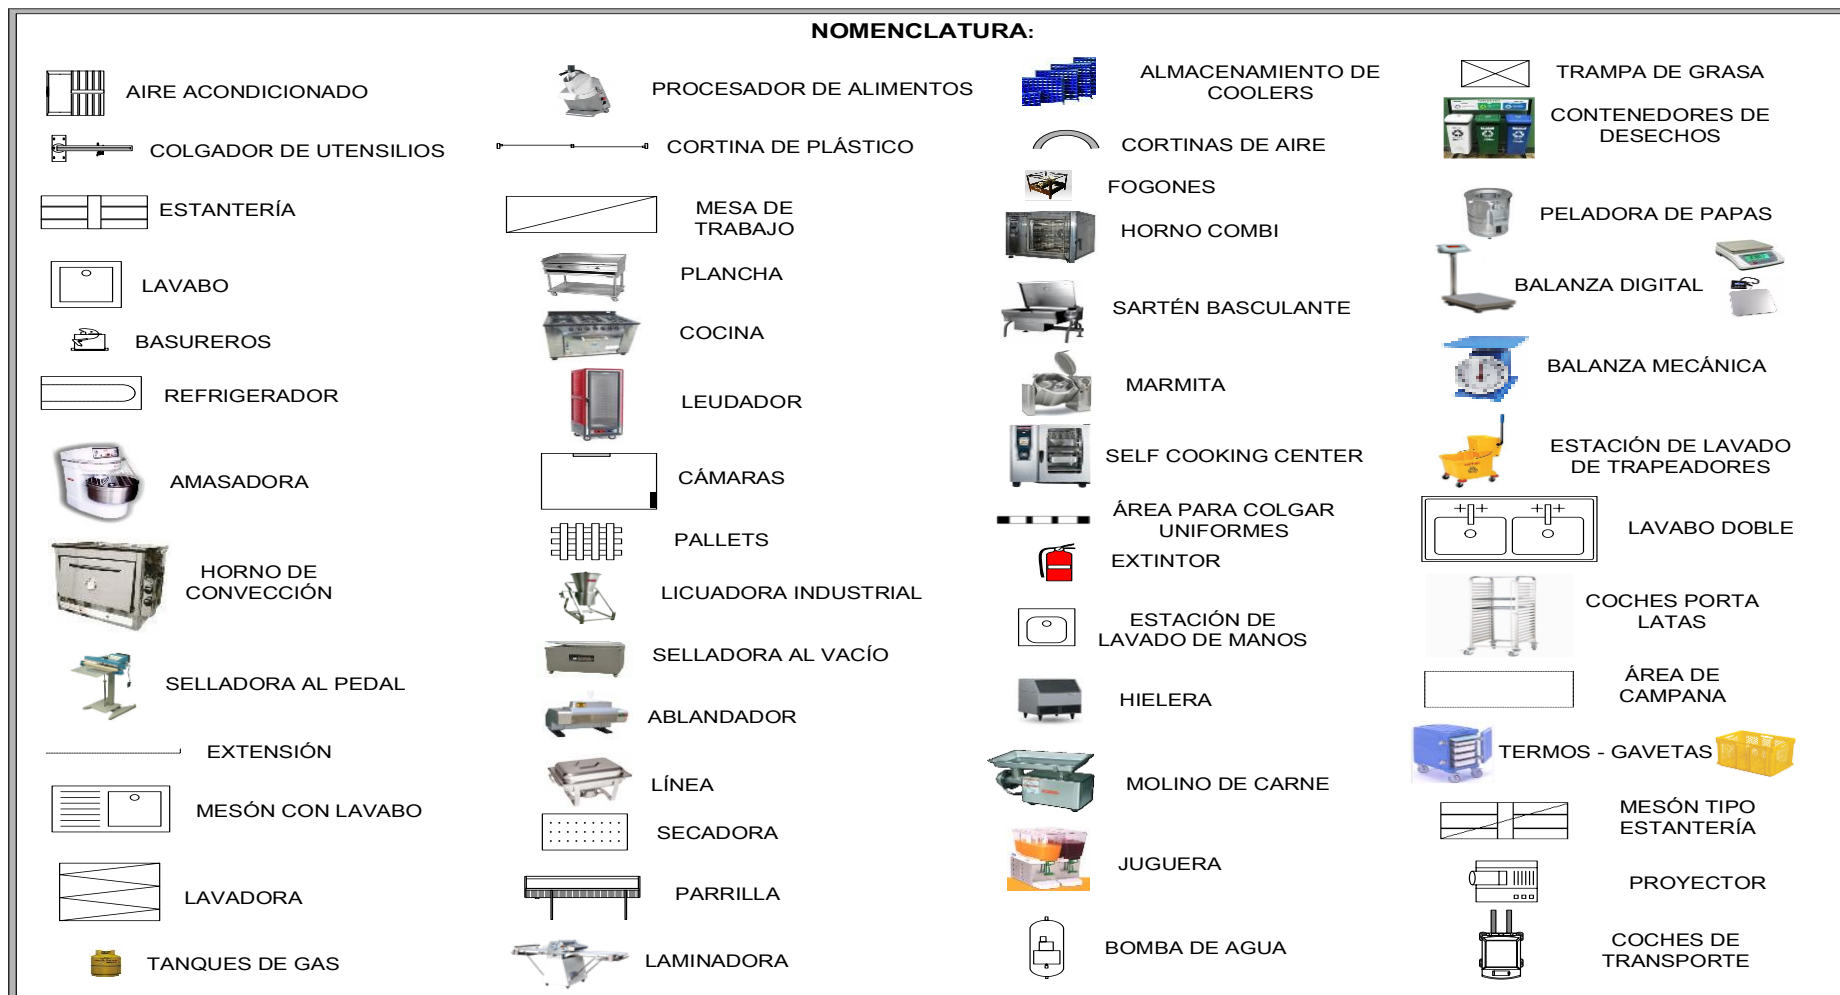 NOMENCLATURA:
AIRE ACONDICIONADO
COLGADOR DE UTENSILIOS
ESTANTERÍA
LAVABO
BASUREROS
REFRIGERADOR
AMASADORA
HORNO DE
CONVECCIÓN
SELLADORA AL PEDAL
EXTENSIÓN
MESÓN CON LAVABO
LAVADORA
TANQUES DE GAS
PROCESADOR DE ALIMENTOS
CORTINA DE PLÁSTICO
MESA DE
TRABAJO
PLANCHA
COCINA
LEUDADOR
CÁMARAS
PALLETS
LICUADORA INDUSTRIAL
SELLADORA AL VACÍO
ABLANDADOR
LÍNEA
SECADORA
PARRILLA
LAMINADORA
ALMACENAMIENTO DE
COOLERS
CORTINAS DE AIRE
FOGONES
HORNO COMBI
SARTÉN BASCULANTE
MARMITA
SELF COOKING CENTER
ÁREA PARA COLGAR
UNIFORMES
EXTINTOR
ESTACIÓN DE
LAVADO DE MANOS
HIELERA
MOLINO DE CARNE
JUGUERA
BOMBA DE AGUA
TRAMPA DE GRASA
CONTENEDORES DE
DESECHOS
PELADORA DE PAPAS
BALANZA DIGITAL
BALANZA MECÁNICA
ESTACIÓN DE LAVADO
DE TRAPEADORES
LAVABO DOBLE
COCHES PORTA
LATAS
ÁREA DE
CAMPANA
TERMOS - GAVETAS
MESÓN TIPO
ESTANTERÍA
PROYECTOR
COCHES DE
TRANSPORTE